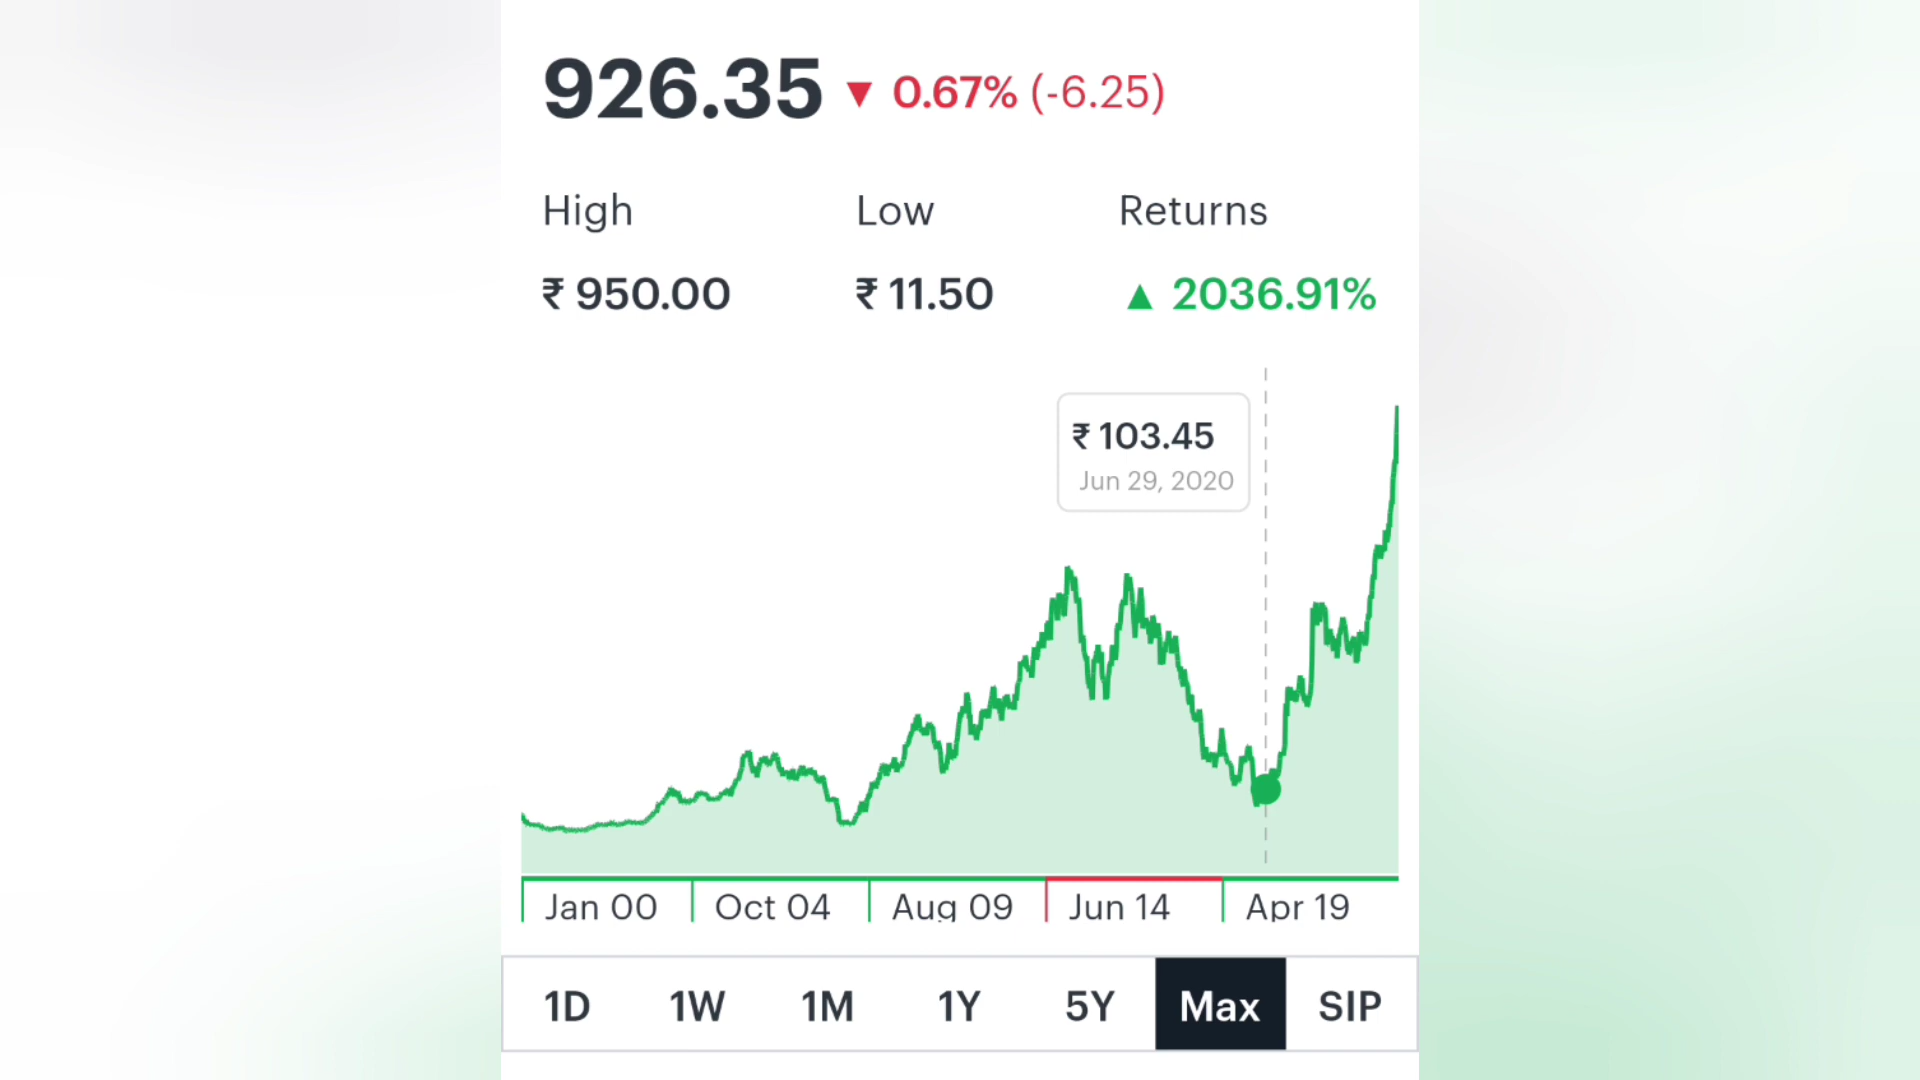 926.35 ▼ 0.67% (-6.25)
High Low Returns
₹ 950.00 ₹ 11.50 ▲ 2036.91%
₹ 103.45
Jun 29, 2020
Jan 00 Oct 04 Aug 09 Jun 14 Apr 19
1D 1W 1M 1Y 5Y Max SIP